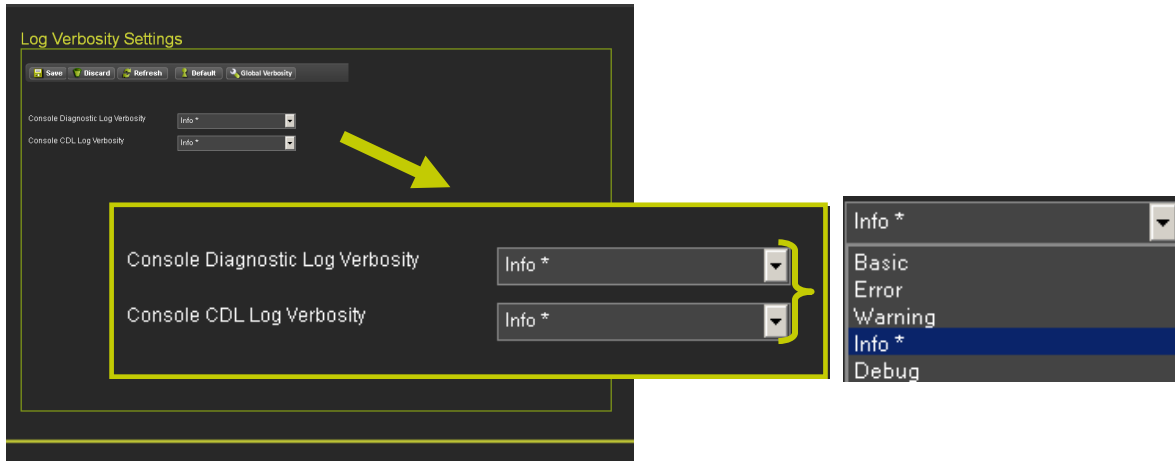 Log Verbosity Settings
Save Discard Refresh Default Global Verbosity
Console Diagnostic Log Verbosity Info *
Console CDL Log Verbosity Info *
Console Diagnostic Log Verbosity Info *
Console CDL Log Verbosity Info *
Info *
Basic
Error
Warning
Info *
Debug